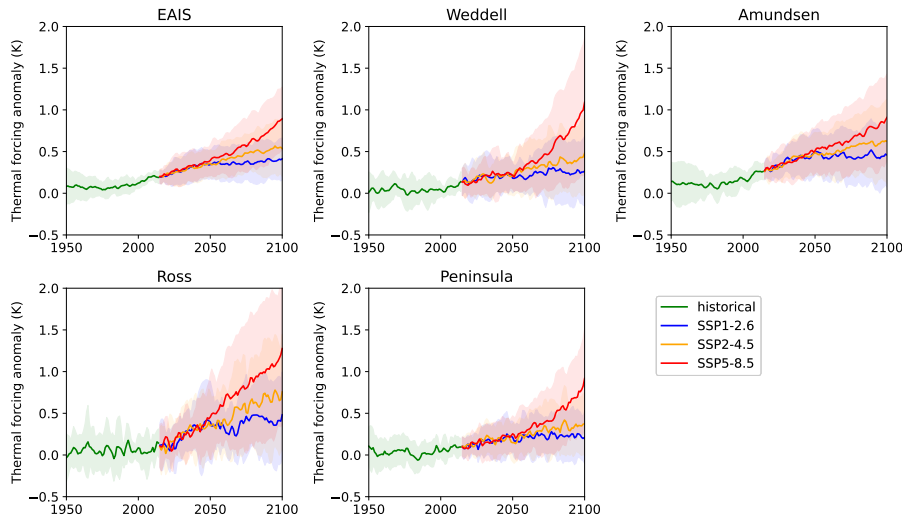 EAIS
Thermal forcing anomaly (K)
2.0
1.5
1.0
0.5
0.0
−0.5
1950 2000 2050 2100
Weddell
Thermal forcing anomaly (K)
2.0
1.5
1.0
0.5
0.0
−0.5
1950 2000 2050 2100
Amundsen
Thermal forcing anomaly (K)
2.0
1.5
1.0
0.5
0.0
−0.5
1950 2000 2050 2100
Ross
Thermal forcing anomaly (K)
2.0
1.5
1.0
0.5
0.0
−0.5
1950 2000 2050 2100
Peninsula
Thermal forcing anomaly (K)
2.0
1.5
1.0
0.5
0.0
−0.5
1950 2000 2050 2100
historical
SSP1-2.6
SSP2-4.5
SSP5-8.5